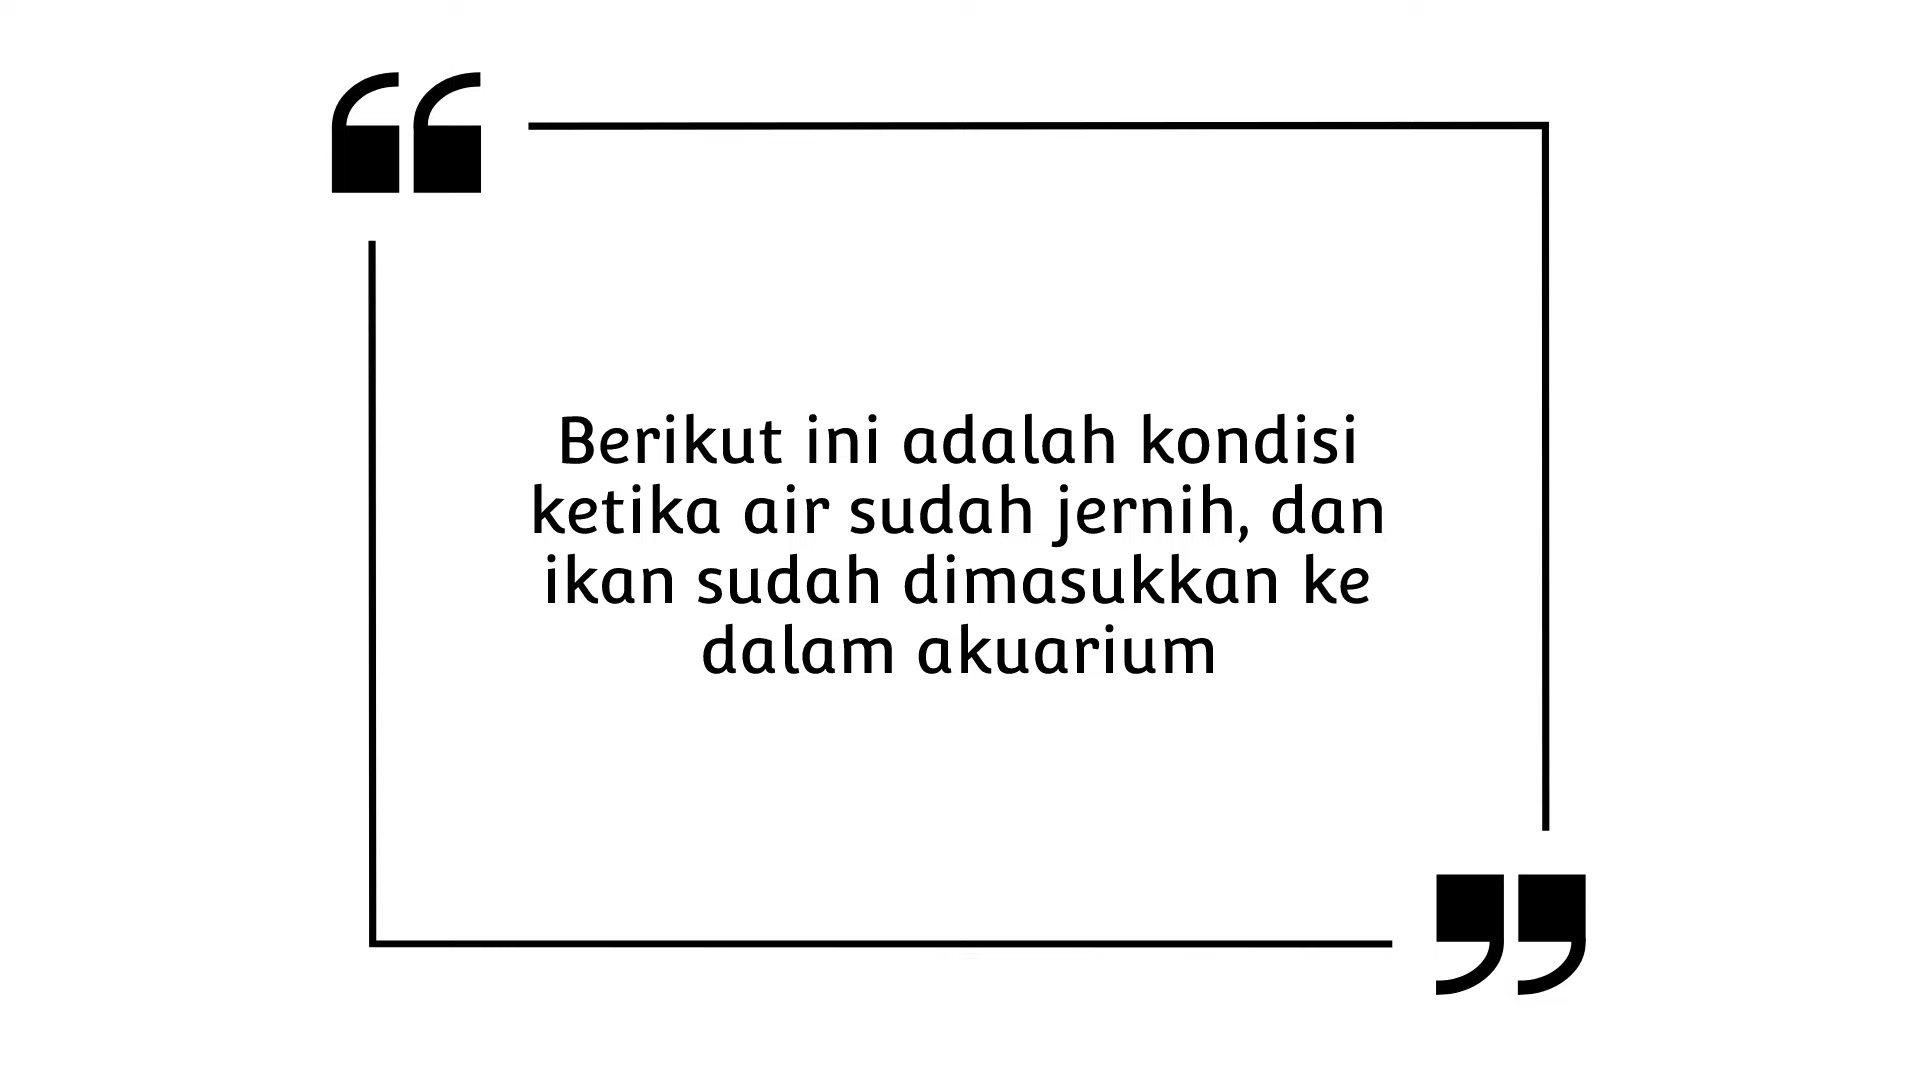 Berikut ini adalah kondisi
ketika air sudah jernih, dan
ikan sudah dimasukkan ke
dalam akuarium